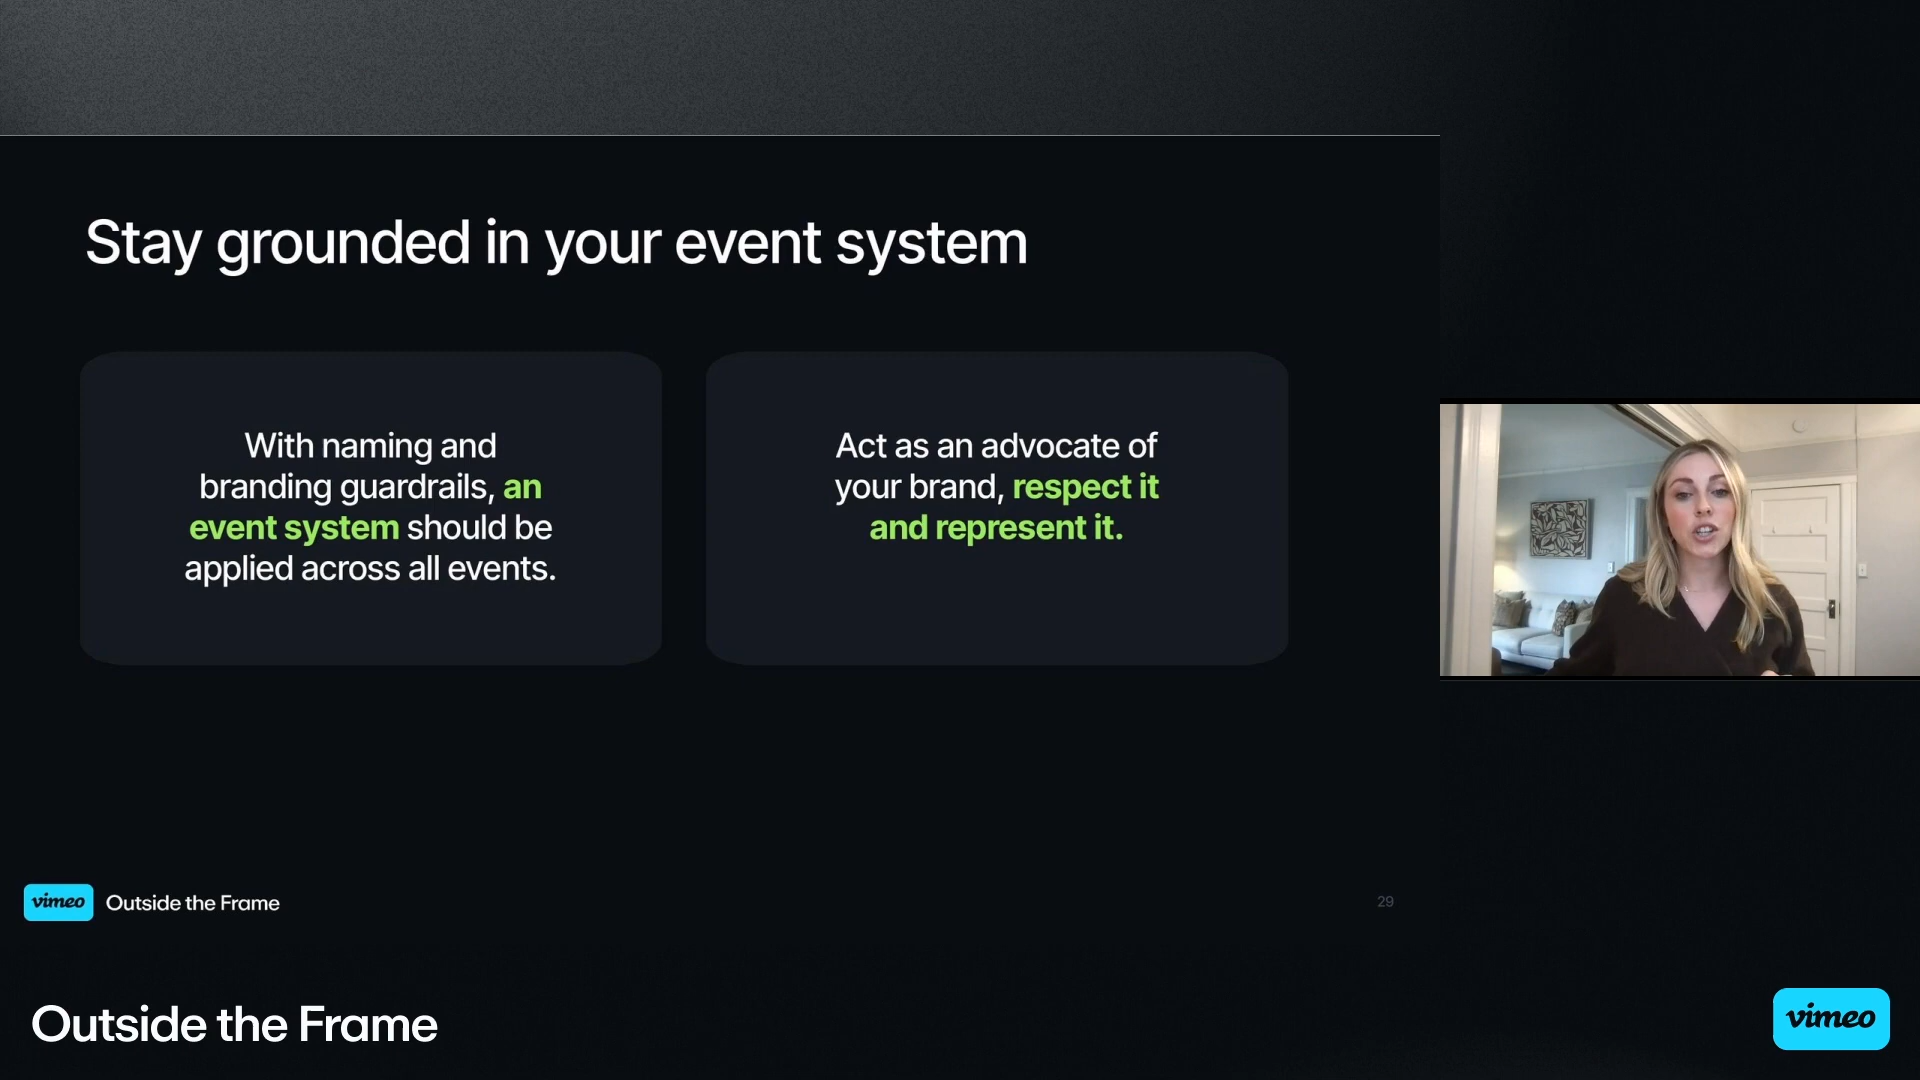 Stay grounded in your event system
With naming and
branding guardrails, an
event system should be
applied across all events.
Act as an advocate of
your brand, respect it
and represent it.
vimeo Outside the Frame
29
Outside the Frame
vimeo